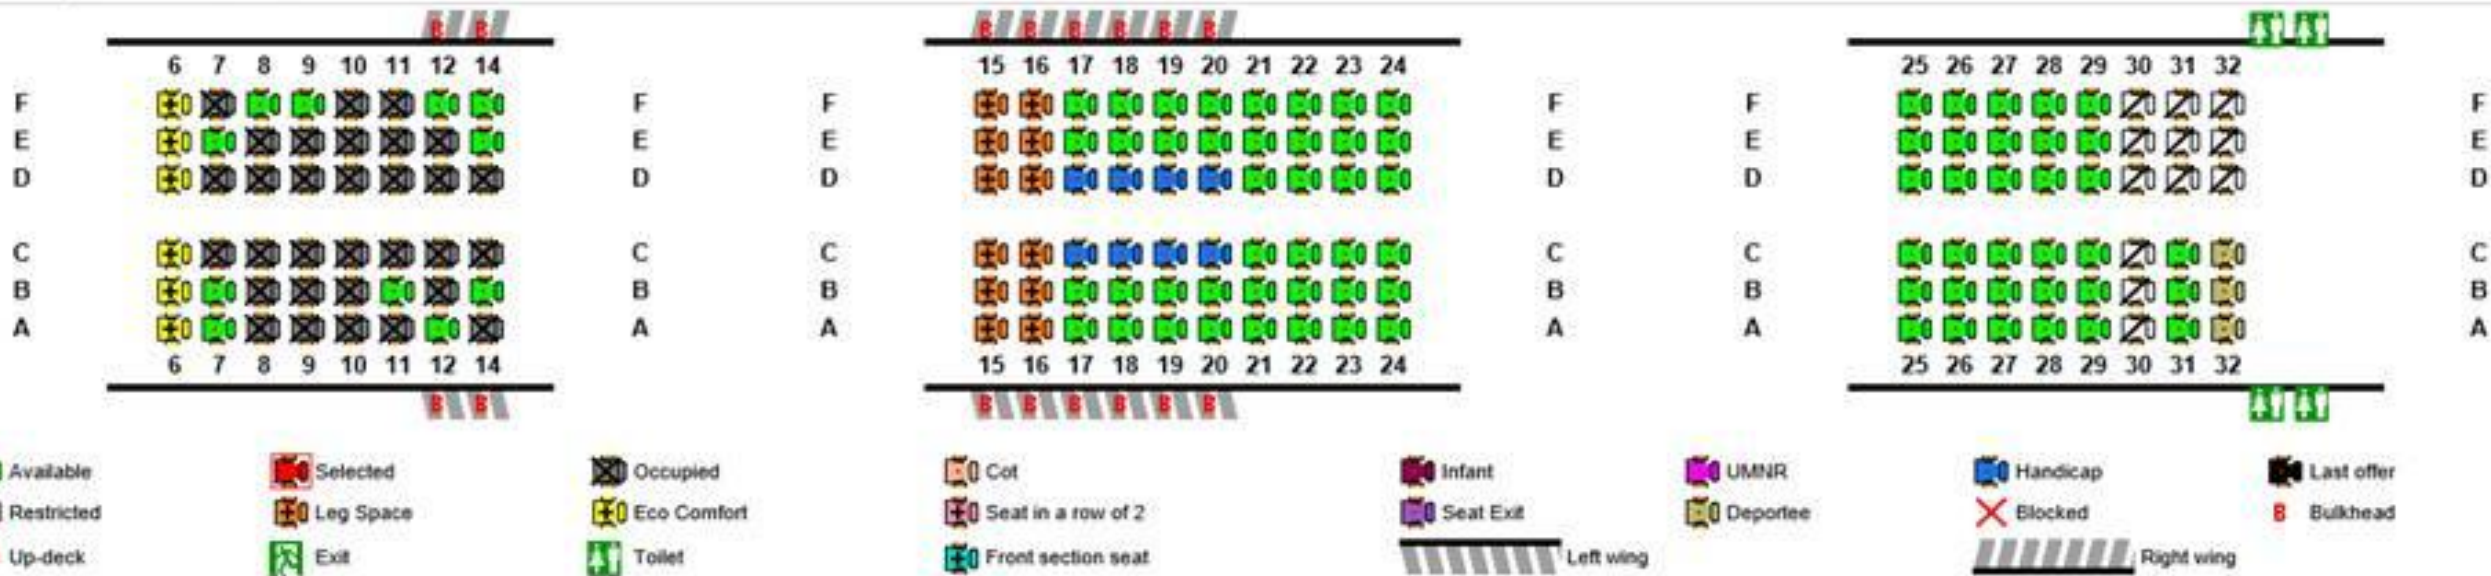 B B B B B B B B
6 7 8 9 10 11 12 14 15 16 17 18 19 20 21 22 23 24 25 26 27 28 29 30 31 32
F F F F F F
E E E E E E
D D D D D D
C C C C C C
B B B B B B
A A A A A A
6 7 8 9 10 11 12 14 15 16 17 18 19 20 21 22 23 24 25 26 27 28 29 30 31 32
B B B B B B B B
Available Selected Occupied Cot Infant UMNR Handicap Last offer
Restricted Leg Space Eco Comfort Seat in a row of 2 Seat Exit Deportee Blocked B Bulkhead
Up-deck Exit Toilet Front section seat Left wing Right wing